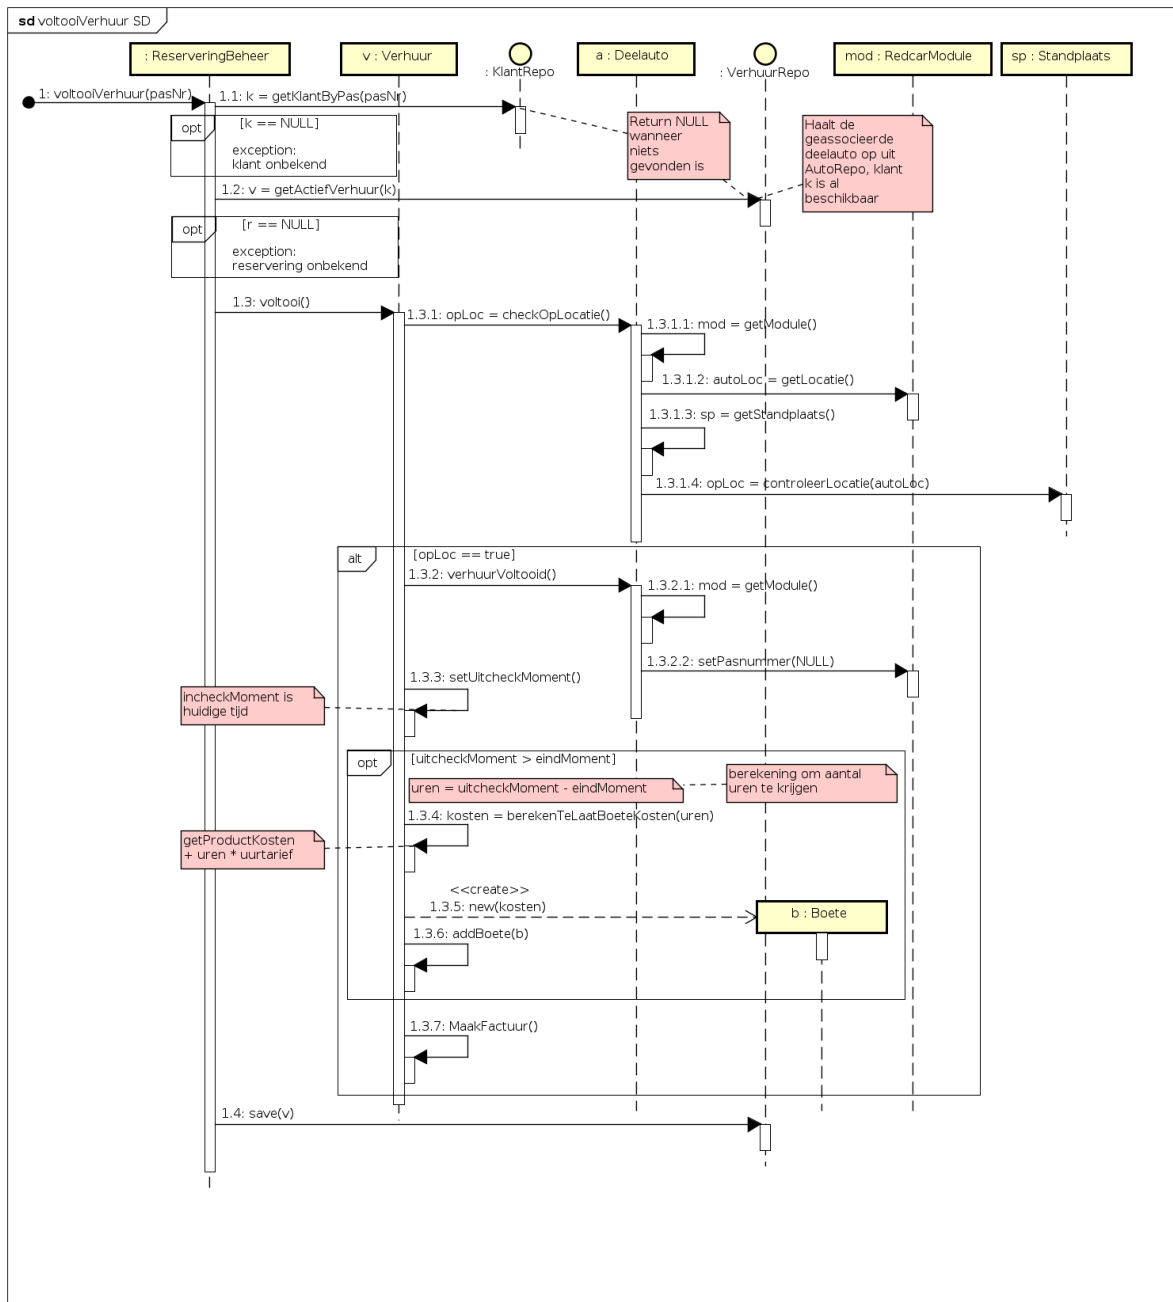 sd voltooiVerhuur SD
: ReserveringBeheer
v : Verhuur
: KlantRepo
a : Deelauto
: VerhuurRepo
mod : RedcarModule
sp : Standplaats
1: voltooiVerhuur(pasNr)
1.1: k = getKlantByPas(pasNr)
opt
[k == NULL]
exception:
klant onbekend
Return NULL
wanneer
niets
gevonden is
Haalt de
geassocieerde
deelauto op uit
AutoRepo, klant
k is al
beschikbaar
1.2: v = getActiefVerhuur(k)
opt
[r == NULL]
exception:
reservering onbekend
1.3: voltooi()
1.3.1: opLoc = checkOpLocatie()
1.3.1.1: mod = getModule()
1.3.1.2: autoLoc = getLocatie()
1.3.1.3: sp = getStandplaats()
1.3.1.4: opLoc = controleerLocatie(autoLoc)
alt
[opLoc == true]
1.3.2: verhuurVoltooid()
1.3.2.1: mod = getModule()
1.3.2.2: setPasnummer(NULL)
1.3.3: setUitcheckMoment()
incheckMoment is
huidige tijd
opt
[uitcheckMoment > eindMoment]
uren = uitcheckMoment - eindMoment
berekening om aantal
uren te krijgen
1.3.4: kosten = berekenTeLaatBoeteKosten(uren)
getProductKosten
+ uren * uurtarief
<<create>>
1.3.5: new(kosten)
b : Boete
1.3.6: addBoete(b)
1.3.7: MaakFactuur()
1.4: save(v)